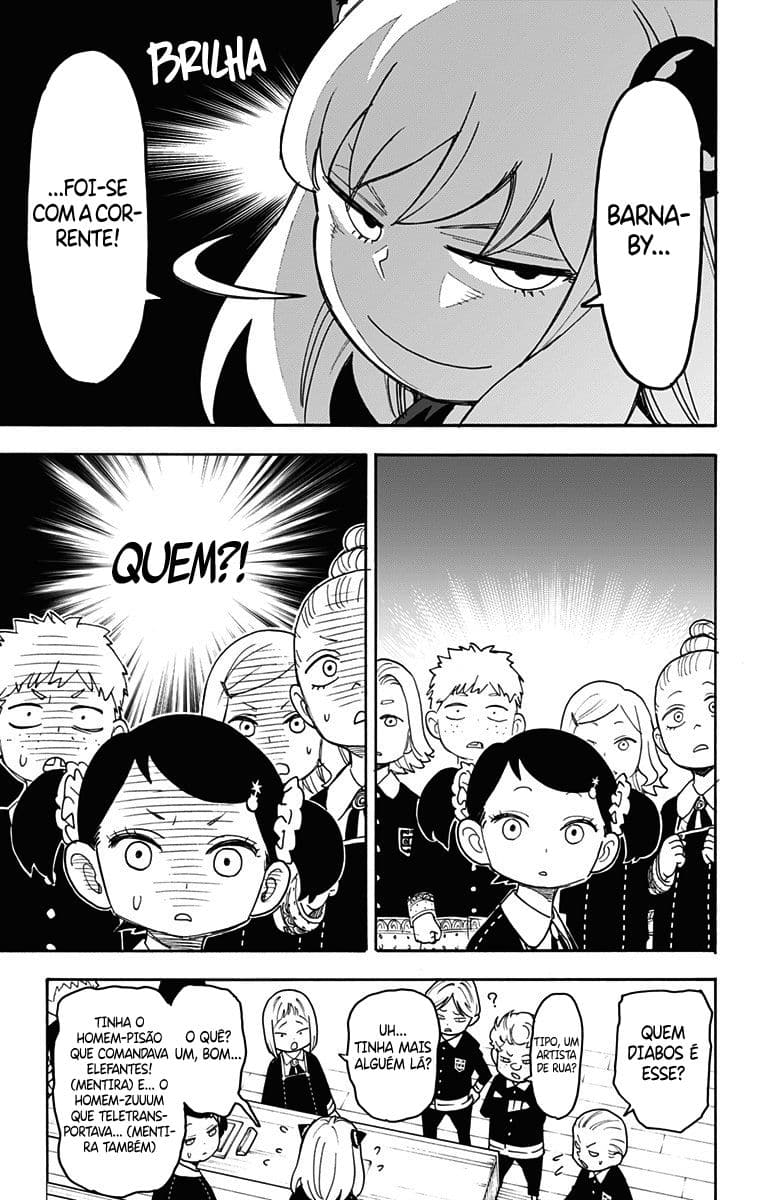 BARNA-
BY...
BRILHA
...FOI-SE
COM A COR-
RENTE!
QUEM?!
QUEM
DIABOS É
ESSE?
?
TIPO, UM
ARTISTA
DE RUA?
UH...
TINHA MAIS
ALGUÉM LÁ?
O QUÊ?
UM, BOM...
TINHA O
HOMEM-PISÃO
QUE COMANDAVA
ELEFANTES!
(MENTIRA) E... O
HOMEM-ZUUUM
QUE TELETRANS-
PORTAVA... (MENTI-
RA TAMBÉM)